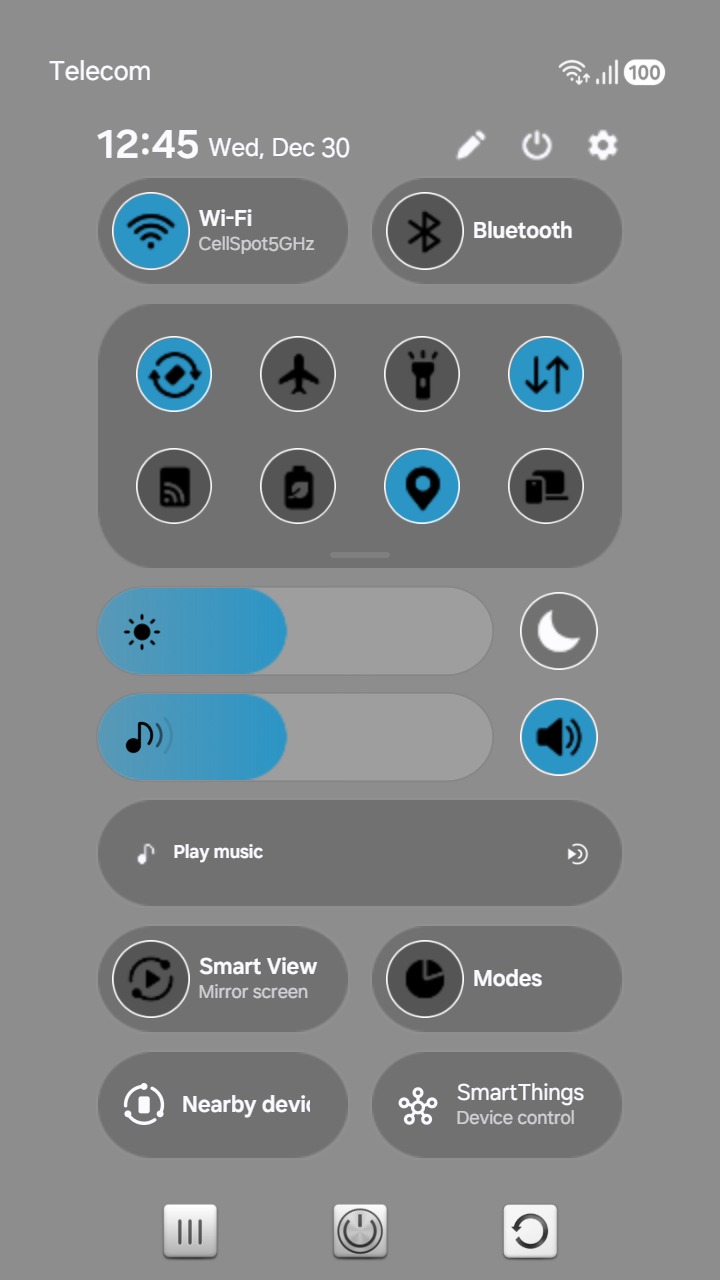 Telecom
100
12:45 Wed, Dec 30
Wi-Fi
CellSpot5GHz
Bluetooth
Play music
Smart View
Mirror screen
Modes
Nearby devi
SmartThings
Device control